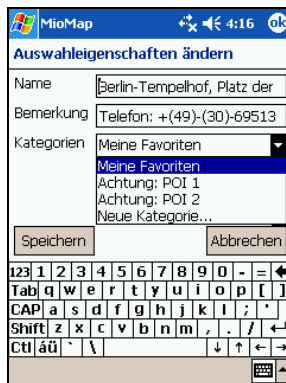 MioMap 4:16 ok
Auswahleigenschaften ändern
Name Berlin-Tempelhof, Platz der
Bemerkung Telefon: +(49)-(30)-69513
Kategorien Meine Favoriten
Meine Favoriten
Achtung: POI 1
Achtung: POI 2
Neue Kategorie...
Speichern Abbrechen
123 1 2 3 4 5 6 7 8 9 0 - =
Tab q w e r t y u i o p [ ]
CAP a s d f g h j k l ; '
Shift z x c v b n m , . /
Ctl áü ` \